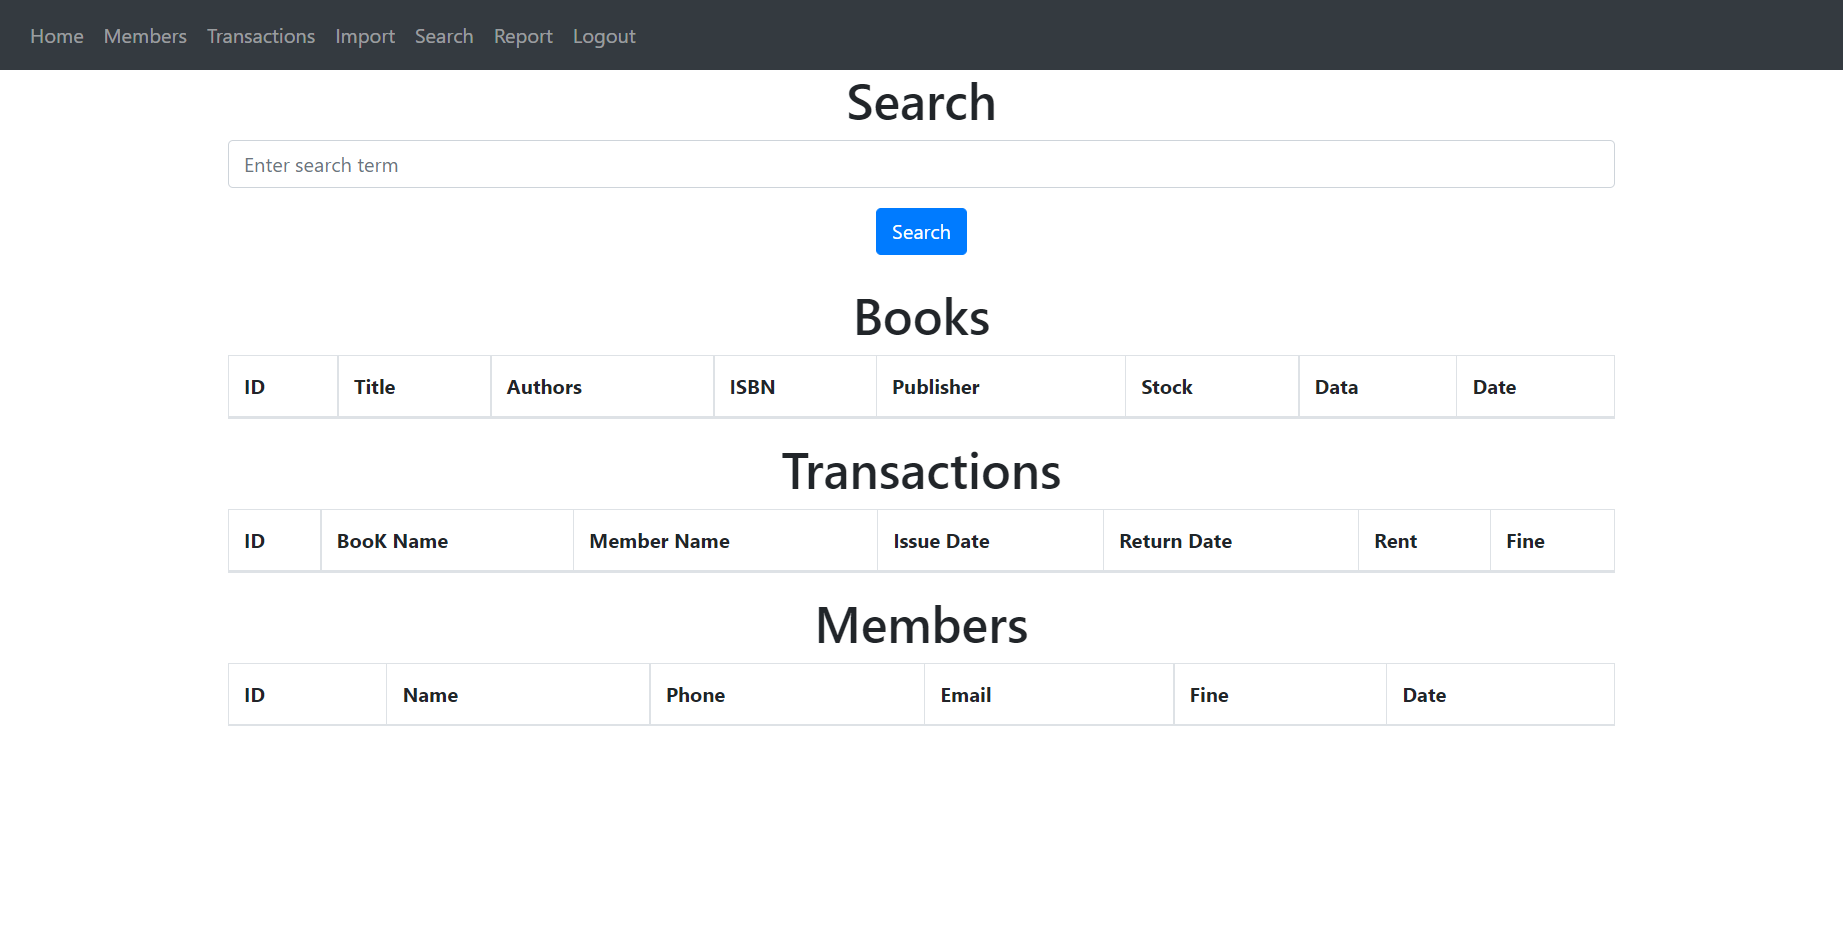 Home Members Transactions Import Search Report Logout
Search
Enter search term
Search
Books
ID Title Authors ISBN Publisher Stock Data Date
Transactions
ID BooK Name Member Name Issue Date Return Date Rent Fine
Members
ID Name Phone Email Fine Date